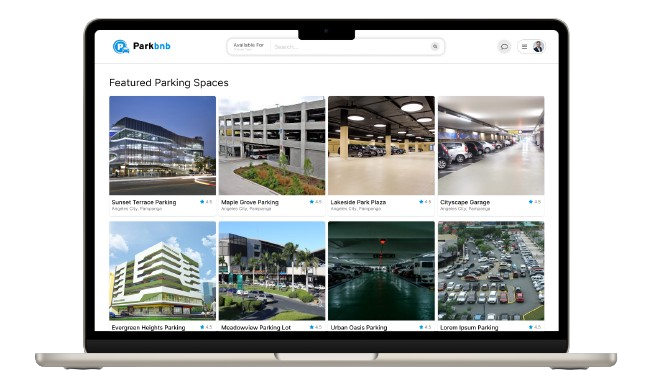 Parkbnb
Available For
Search...
Featured Parking Spaces
Sunset Terrace Parking ★ 4.5
Angeles City, Pampanga
Maple Grove Parking ★ 4.5
Angeles City, Pampanga
Lakeside Park Plaza ★ 4.5
Angeles City, Pampanga
Cityscape Garage ★ 4.5
Angeles City, Pampanga
Evergreen Heights Parking ★ 4.5
Meadowview Parking Lot ★ 4.5
Urban Oasis Parking ★ 4.5
Lorem Ipsum Parking ★ 4.5